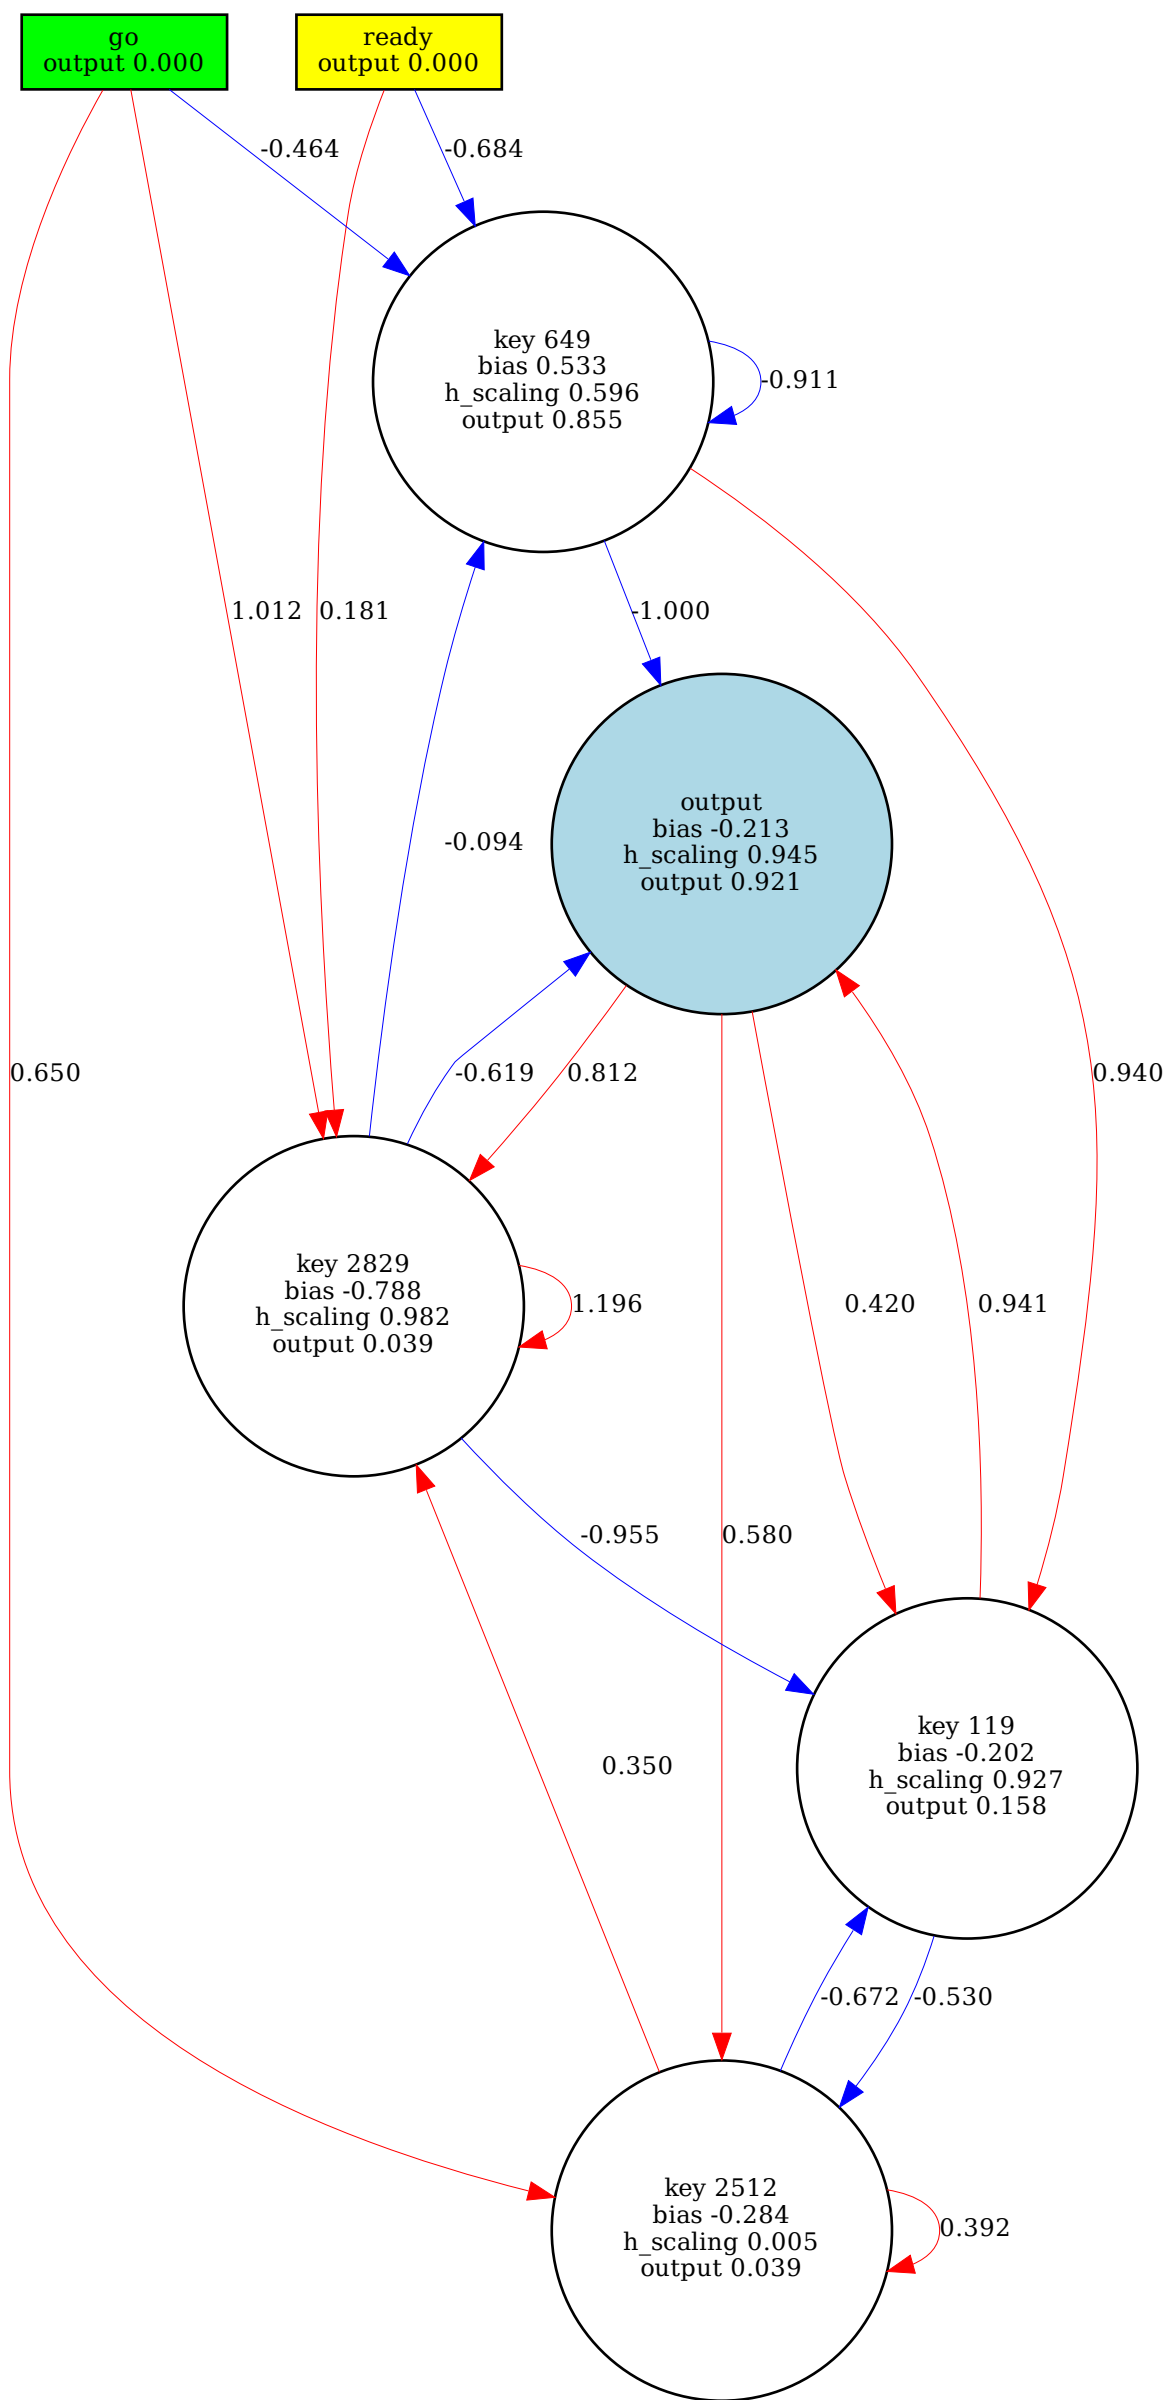 go
output 0.000
ready
output 0.000
-0.464
-0.684
key 649
bias 0.533
h_scaling 0.596
output 0.855
-0.911
1.012
0.181
-1.000
output
bias -0.213
h_scaling 0.945
output 0.921
-0.094
0.650
-0.619
0.812
0.940
key 2829
bias -0.788
h_scaling 0.982
output 0.039
1.196
0.420
0.941
-0.955
0.580
key 119
bias -0.202
h_scaling 0.927
output 0.158
0.350
-0.672
-0.530
key 2512
bias -0.284
h_scaling 0.005
output 0.039
0.392